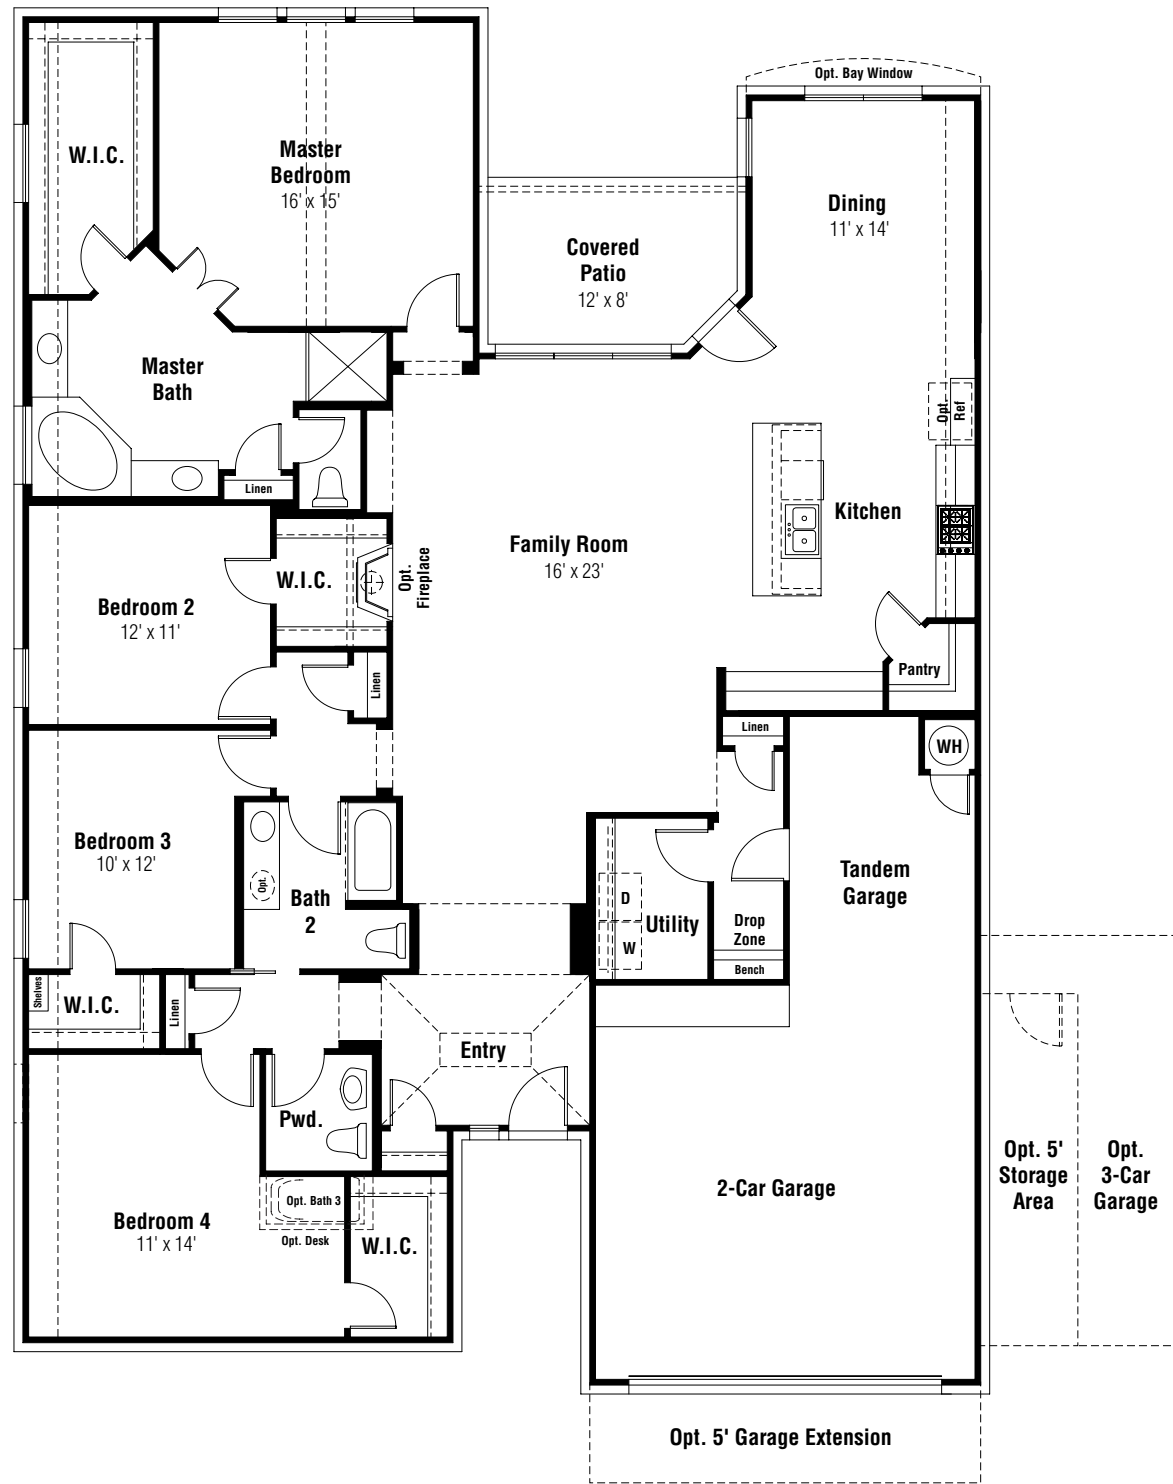 Opt. Bay Window
W.I.C.
Master
Bedroom
16' x 15'
Dining
11' x 14'
Covered
Patio
12' x 8'
Master
Bath
Opt.
Ref
Linen
Kitchen
Family Room
16' x 23'
Opt.
Fireplace
W.I.C.
Bedroom 2
12' x 11'
Linen
Pantry
Linen
WH
Bedroom 3
10' x 12'
Tandem
Garage
Opt.
Bath
2
D
W
Utility
Drop
Zone
Bench
Shelves
W.I.C.
Linen
Entry
Pwd.
Opt. 5'
Storage
Area
Opt.
3-Car
Garage
2-Car Garage
Opt. Bath 3
Opt. Desk
Bedroom 4
11' x 14'
W.I.C.
Opt. 5' Garage Extension